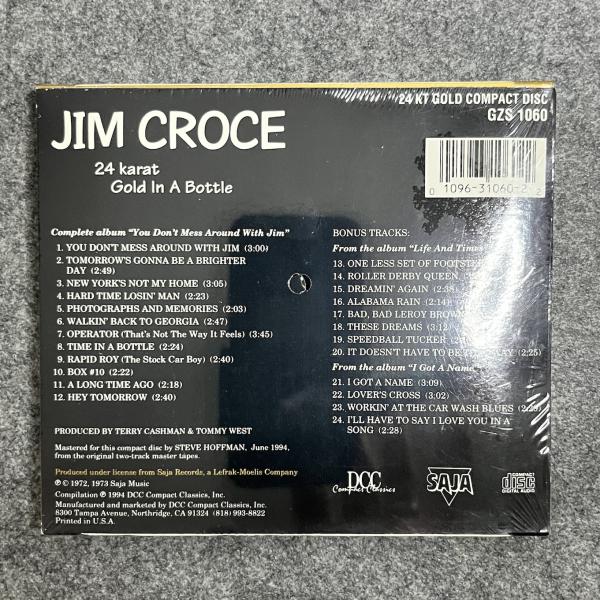 24 KT GOLD COMPACT DISC
GZS 1060
JIM CROCE
24 karat
Gold In A Bottle
0 1096-31060-2 2
Complete album "You Don't Mess Around With Jim"
1. YOU DON'T MESS AROUND WITH JIM (3:00)
2. TOMORROW'S GONNA BE A BRIGHTER
DAY (2:49)
3. NEW YORK'S NOT MY HOME (3:05)
4. HARD TIME LOSIN' MAN (2:23)
5. PHOTOGRAPHS AND MEMORIES (2:03)
6. WALKIN' BACK TO GEORGIA (2:47)
7. OPERATOR (That's Not The Way It Feels) (3:45)
8. TIME IN A BOTTLE (2:24)
9. RAPID ROY (The Stock Car Boy) (2:40)
10. BOX #10 (2:22)
11. A LONG TIME AGO (2:18)
12. HEY TOMORROW (2:40)
PRODUCED BY TERRY CASHMAN & TOMMY WEST
Mastered for this compact disc by STEVE HOFFMAN, June 1994,
from the original two-track master tapes.
Produced under license from Saja Records, a Lefrak-Moelis Company
℗ © 1972, 1973 Saja Music
Compilation ℗ 1994 DCC Compact Classics, Inc.
Manufactured and marketed by DCC Compact Classics, Inc.
8300 Tampa Avenue, Northridge, CA 91324 (818) 993-8822
Printed in U.S.A.
BONUS TRACKS:
From the album "Life And Times"
13. ONE LESS SET OF FOOTSTEPS
14. ROLLER DERBY QUEEN
15. DREAMIN' AGAIN (2:38)
16. ALABAMA RAIN (2:14)
17. BAD, BAD LEROY BROWN
18. THESE DREAMS (3:12)
19. SPEEDBALL TUCKER
20. IT DOESN'T HAVE TO BE THAT WAY (2:25)
From the album "I Got A Name"
21. I GOT A NAME (3:09)
22. LOVER'S CROSS (3:02)
23. WORKIN' AT THE CAR WASH BLUES (2:29)
24. I'LL HAVE TO SAY I LOVE YOU IN A
SONG (2:28)
DCC
Compact Classics
SAJA
COMPACT
disc
DIGITAL AUDIO